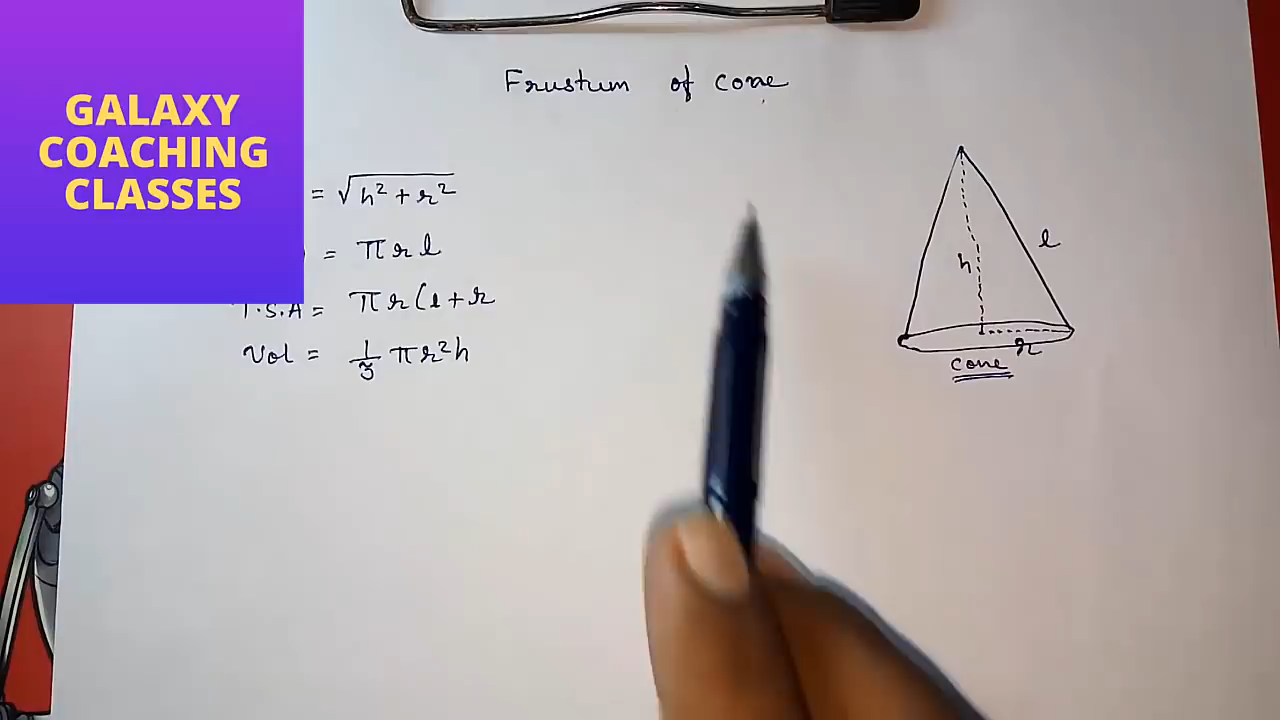 GALAXY
COACHING
CLASSES
Frustum of cone
= √h² + r²
= πrl
T.S.A = πr(l+r
Vol = 1/3 πr²h
l
h
r
cone